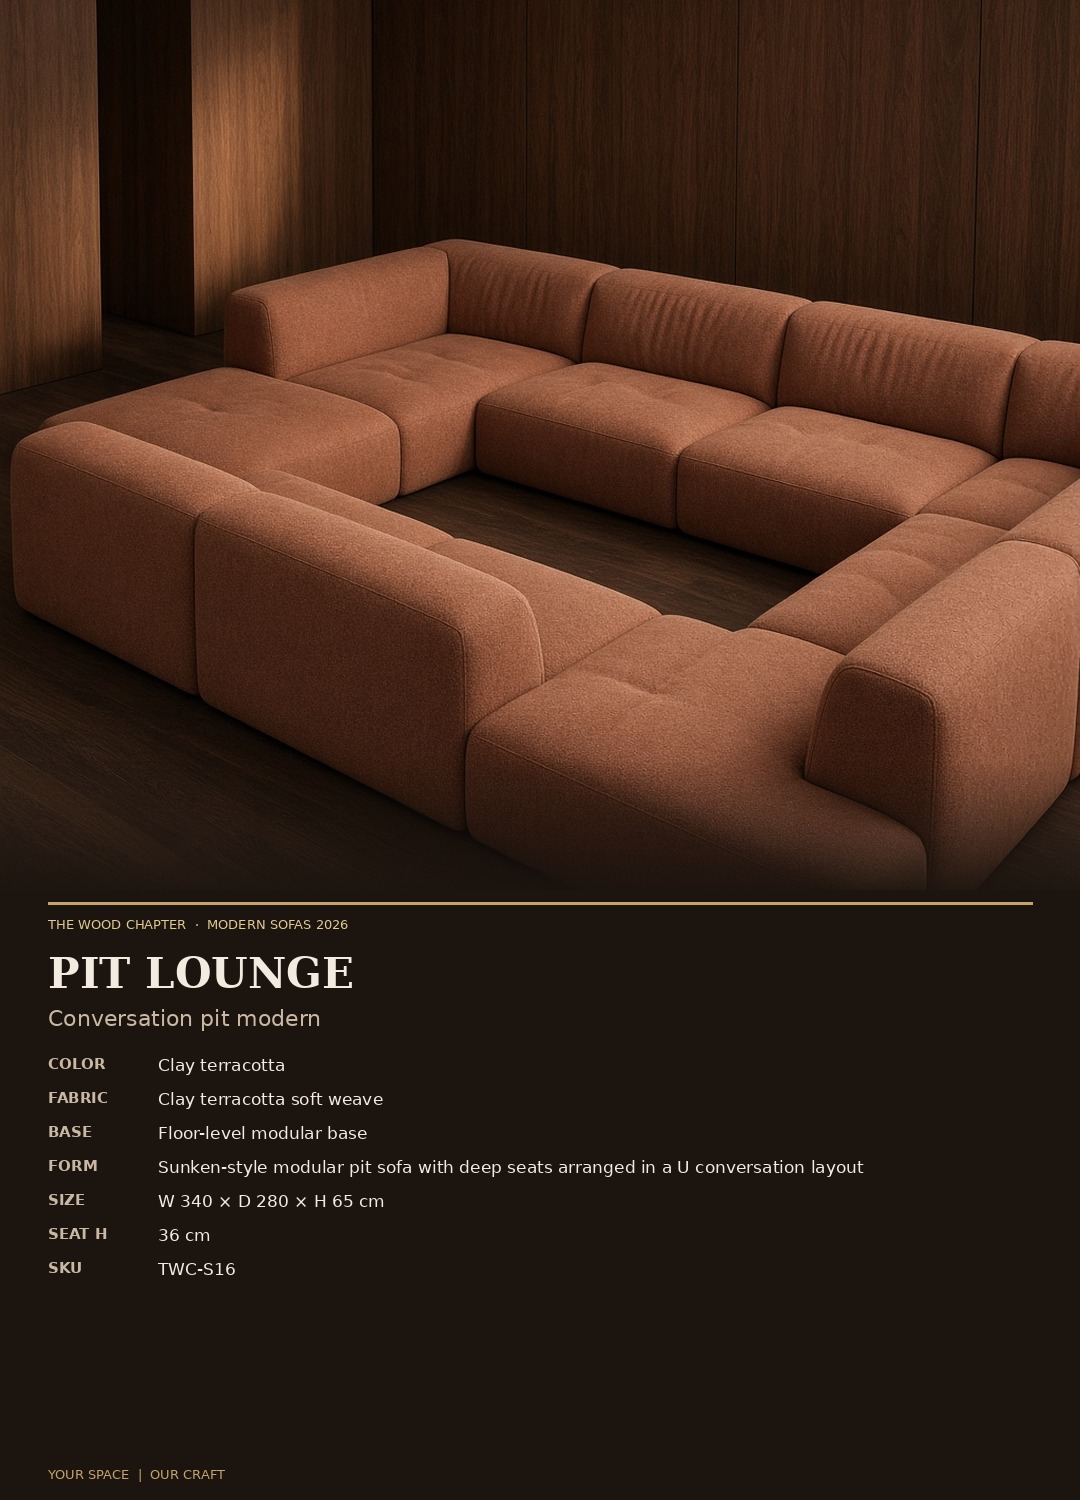 THE WOOD CHAPTER · MODERN SOFAS 2026
PIT LOUNGE
Conversation pit modern
COLOR Clay terracotta
FABRIC Clay terracotta soft weave
BASE Floor-level modular base
FORM Sunken-style modular pit sofa with deep seats arranged in a U conversation layout
SIZE W 340 × D 280 × H 65 cm
SEAT H 36 cm
SKU TWC-S16
YOUR SPACE | OUR CRAFT